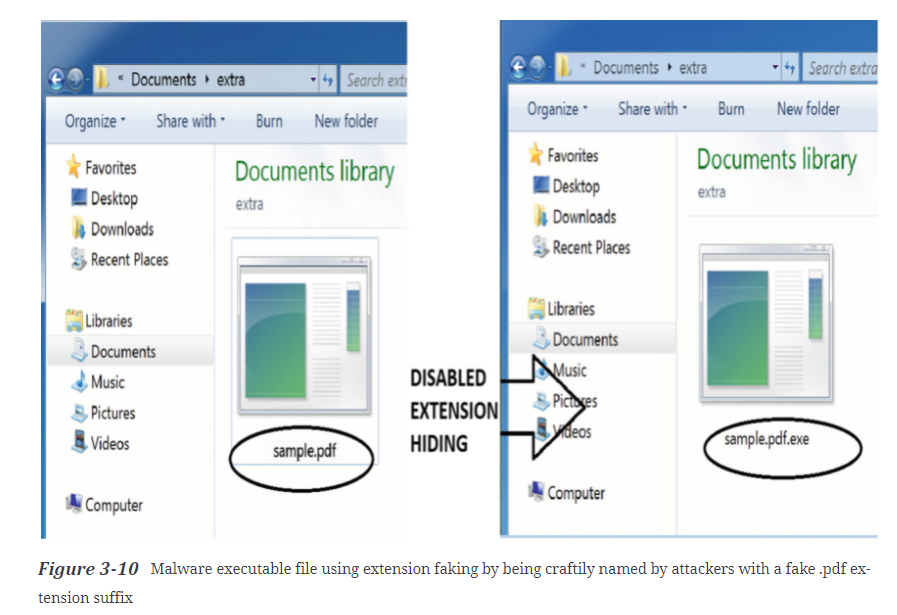 « Documents ▸ extra
Search extr
Organize
Share with
Burn
New folder
Favorites
Desktop
Downloads
Recent Places
Libraries
Documents
Music
Pictures
Videos
Computer
Documents library
extra
sample.pdf
DISABLED
EXTENSION
HIDING
« Documents ▸ extra
Search extra
Organize
Share with
Burn
New folder
Favorites
Desktop
Downloads
Recent Places
Libraries
Documents
Music
Pictures
Videos
Computer
Documents library
extra
sample.pdf.exe
Figure 3-10 Malware executable file using extension faking by being craftily named by attackers with a fake .pdf ex-
tension suffix